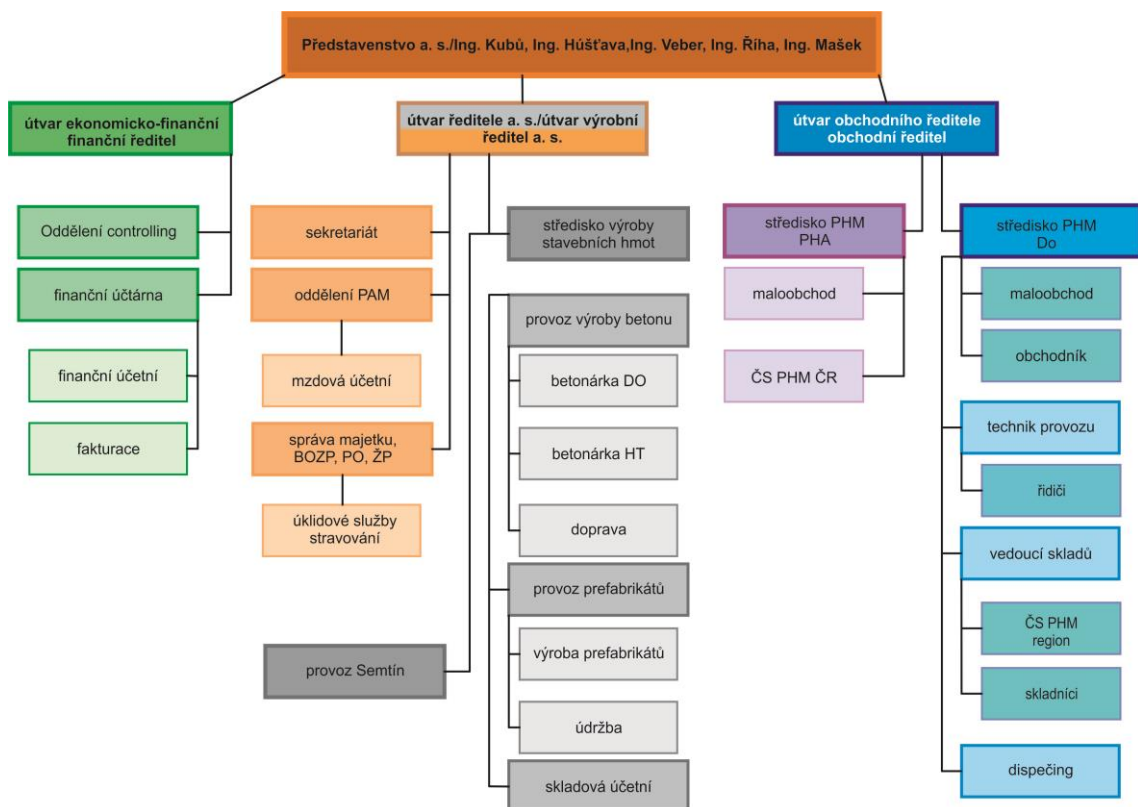 Představenstvo a. s./Ing. Kubů, Ing. Húšťava,Ing. Veber, Ing. Říha, Ing. Mašek
útvar ekonomicko-finanční
finanční ředitel
útvar ředitele a. s./útvar výrobní
ředitel a. s.
útvar obchodního ředitele
obchodní ředitel
Oddělení controlling
finanční účtárna
finanční účetní
fakturace
sekretariát
oddělení PAM
mzdová účetní
správa majetku,
BOZP, PO, ŽP
úklidové služby
stravování
provoz Semtín
středisko výroby
stavebních hmot
provoz výroby betonu
betonárka DO
betonárka HT
doprava
provoz prefabrikátů
výroba prefabrikátů
údržba
skladová účetní
středisko PHM
PHA
maloobchod
ČS PHM ČR
středisko PHM
Do
maloobchod
obchodník
technik provozu
řidiči
vedoucí skladů
ČS PHM
region
skladníci
dispečing